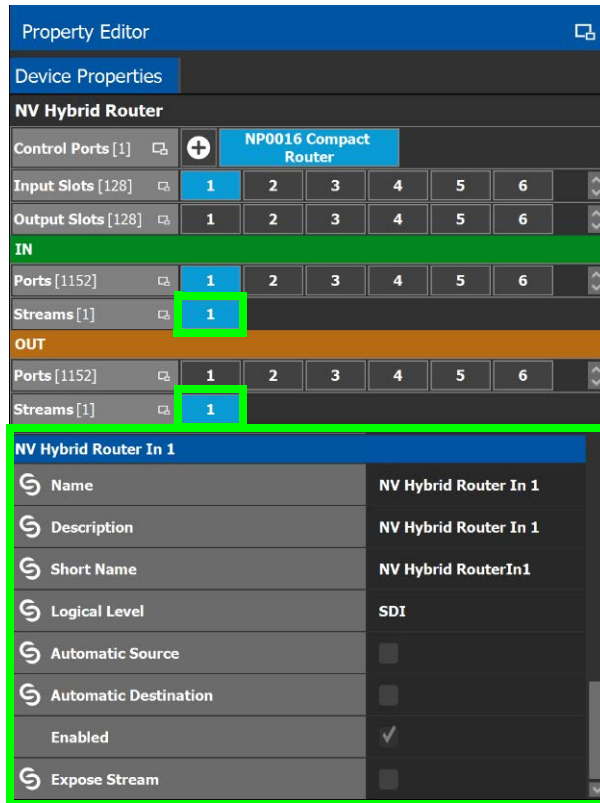 Property Editor
Device Properties
NV Hybrid Router
Control Ports [1] NP0016 Compact Router
Input Slots [128] 1 2 3 4 5 6
Output Slots [128] 1 2 3 4 5 6
IN
Ports [1152] 1 2 3 4 5 6
Streams [1] 1
OUT
Ports [1152] 1 2 3 4 5 6
Streams [1] 1
NV Hybrid Router In 1
Name NV Hybrid Router In 1
Description NV Hybrid Router In 1
Short Name NV Hybrid RouterIn1
Logical Level SDI
Automatic Source
Automatic Destination
Enabled
Expose Stream